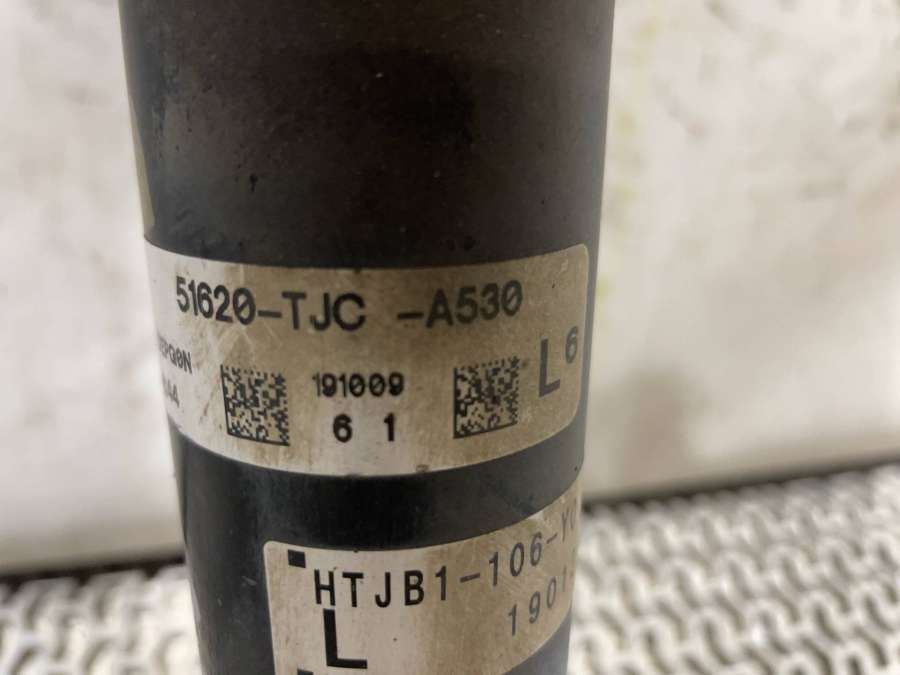 51620-TJC -A530
191009
6 1
L6
HTJB1-106-
L